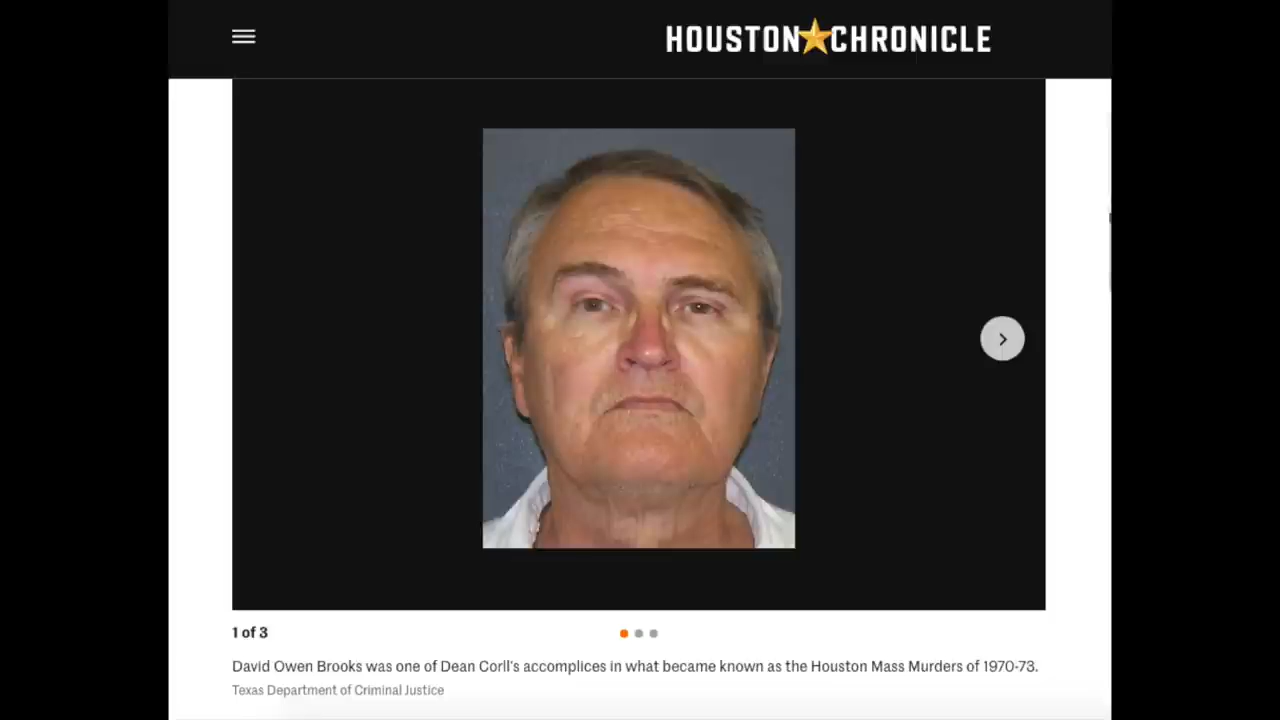 HOUSTON CHRONICLE
1 of 3
David Owen Brooks was one of Dean Corll's accomplices in what became known as the Houston Mass Murders of 1970-73.
Texas Department of Criminal Justice